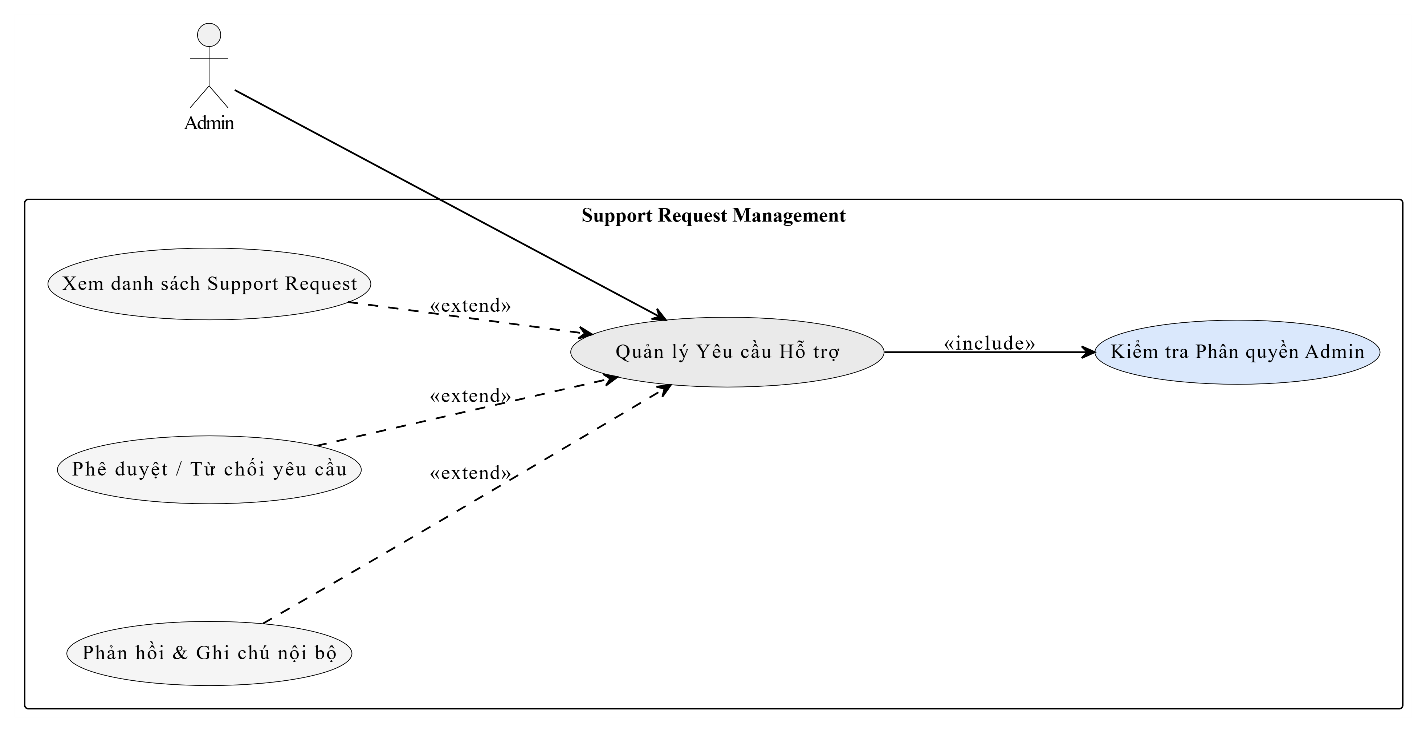 Admin
Support Request Management
Xem danh sách Support Request
«extend»
Quản lý Yêu cầu Hỗ trợ
«include»
Kiểm tra Phân quyền Admin
«extend»
Phê duyệt / Từ chối yêu cầu
«extend»
Phản hồi & Ghi chú nội bộ